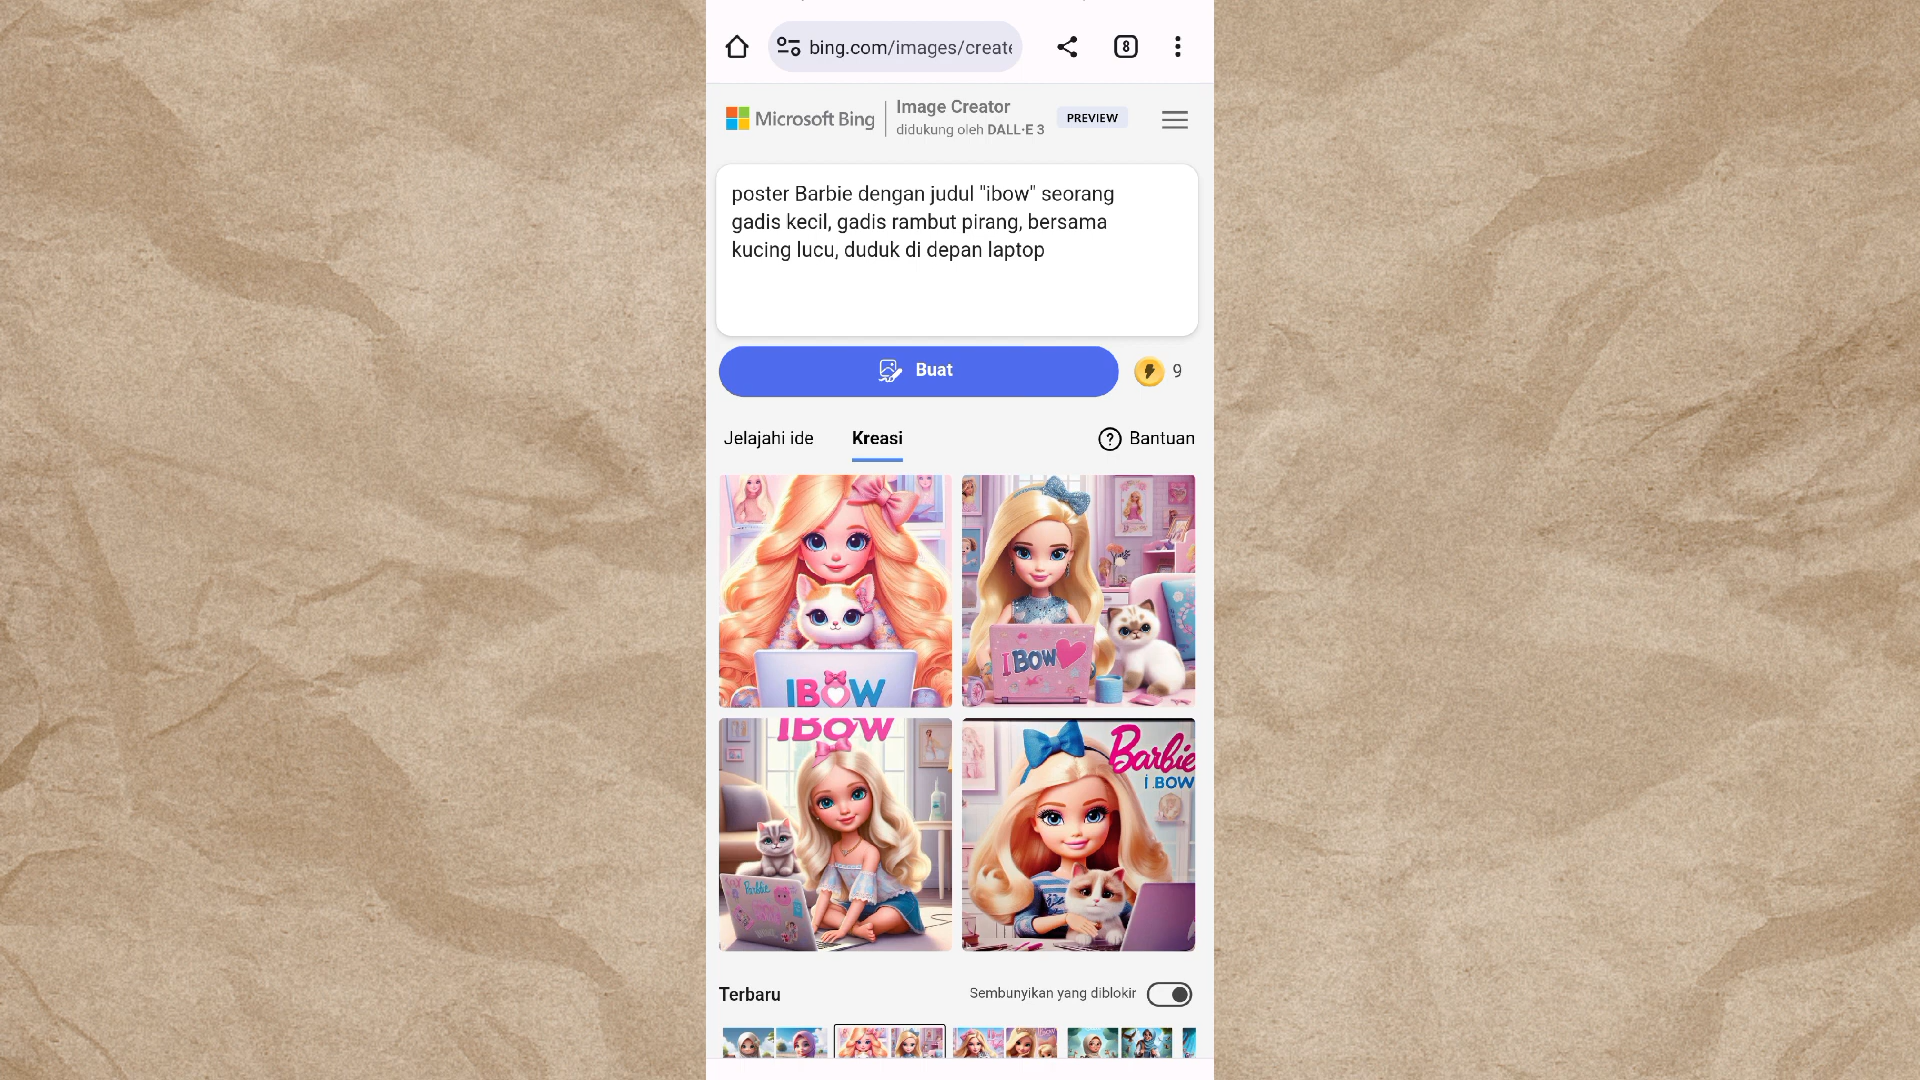 bing.com/images/create
8
Microsoft Bing
Image Creator
didukung oleh DALL·E 3
PREVIEW
poster Barbie dengan judul "ibow" seorang
gadis kecil, gadis rambut pirang, bersama
kucing lucu, duduk di depan laptop
Buat
9
Jelajahi ide
Kreasi
? Bantuan
IBOW
I BOW
IBOW
Barbie
Barbie
I BOW
Terbaru
Sembunyikan yang diblokir